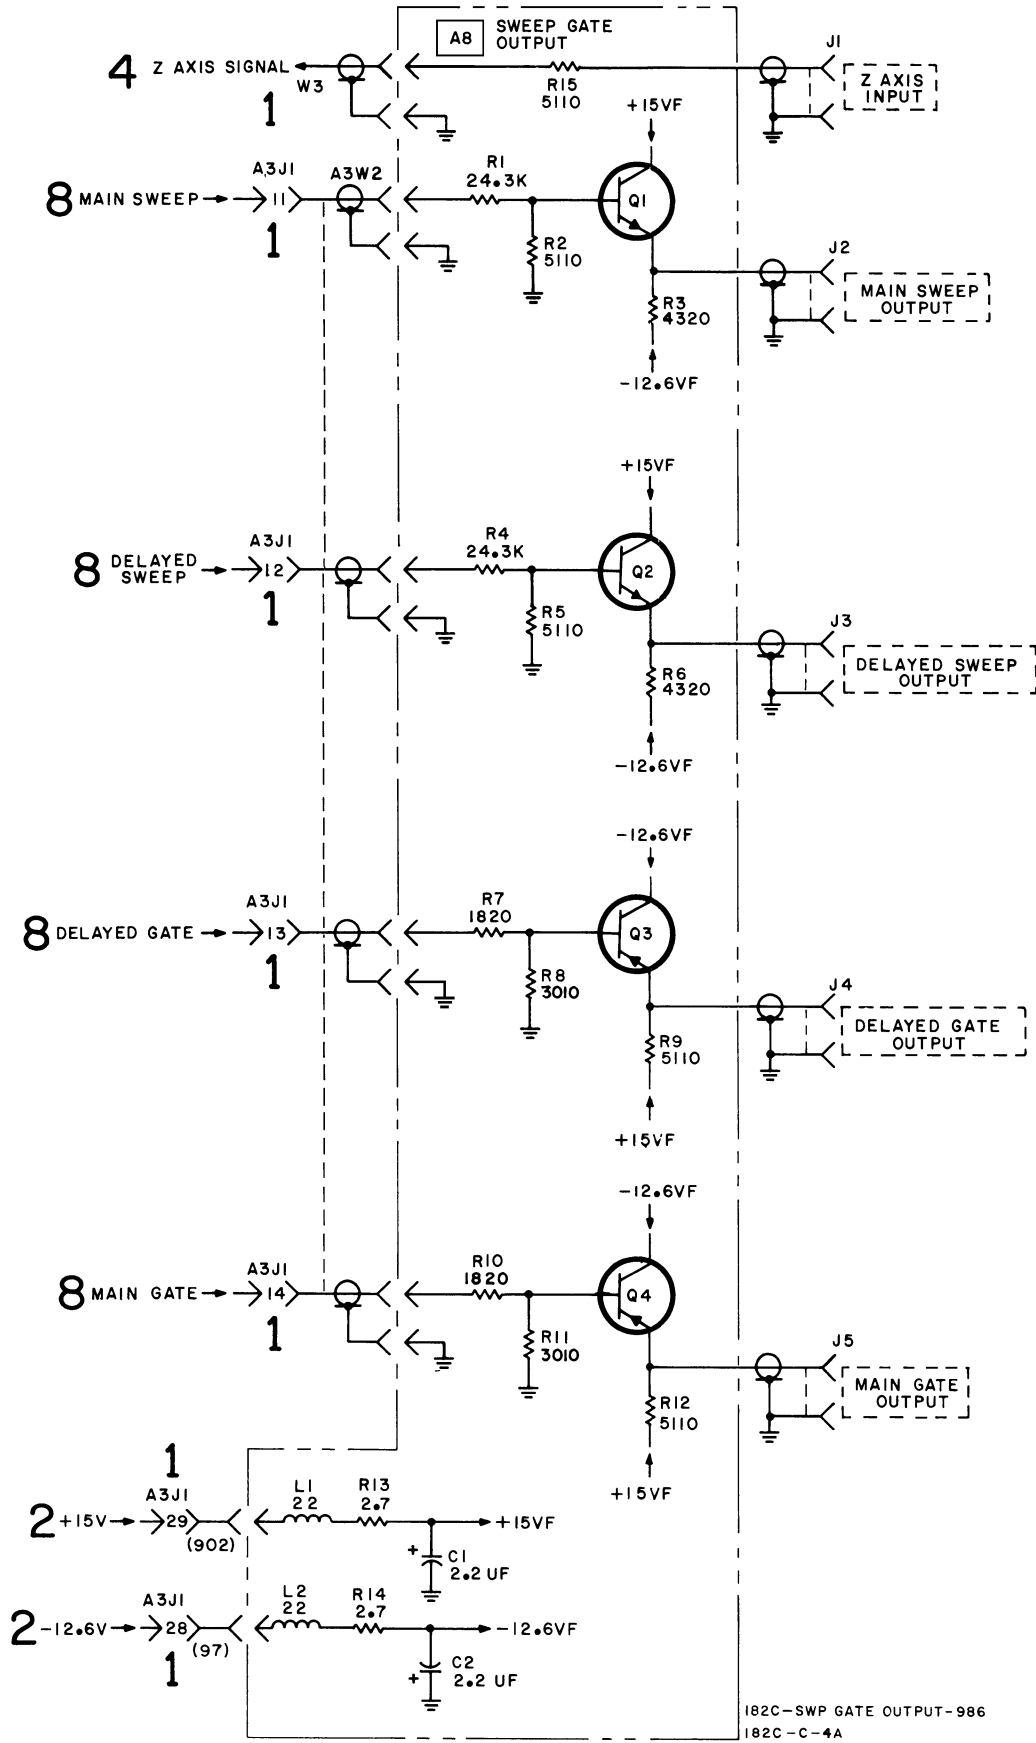 A8
SWEEP GATE
OUTPUT
J1
4 Z AXIS SIGNAL
W3
1
R15
5110
Z AXIS
INPUT
+15VF
A3J1
A3W2
R1
24.3K
8 MAIN SWEEP
11
1
Q1
R2
5110
J2
MAIN SWEEP
OUTPUT
R3
4320
-12.6VF
+15VF
A3J1
R4
24.3K
8 DELAYED
SWEEP
12
1
Q2
R5
5110
J3
DELAYED SWEEP
OUTPUT
R6
4320
-12.6VF
-12.6VF
A3J1
R7
1820
8 DELAYED GATE
13
1
Q3
R8
3010
J4
DELAYED GATE
OUTPUT
R9
5110
+15VF
-12.6VF
A3J1
R10
1820
8 MAIN GATE
14
1
Q4
R11
3010
J5
MAIN GATE
OUTPUT
R12
5110
+15VF
1
A3J1
L1
22
R13
2.7
2 +15V
29
(902)
+15VF
+
C1
2.2 UF
A3J1
L2
22
R14
2.7
2 -12.6V
28
(97)
1
-12.6VF
+
C2
2.2 UF
182C-SWP GATE OUTPUT-986
182C-C-4A